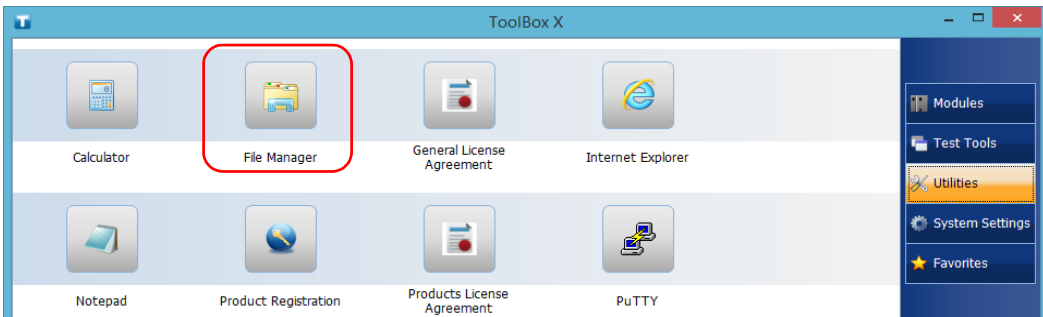 ToolBox X
Calculator
File Manager
General License
Agreement
Internet Explorer
Notepad
Product Registration
Products License
Agreement
PuTTY
Modules
Test Tools
Utilities
System Settings
Favorites